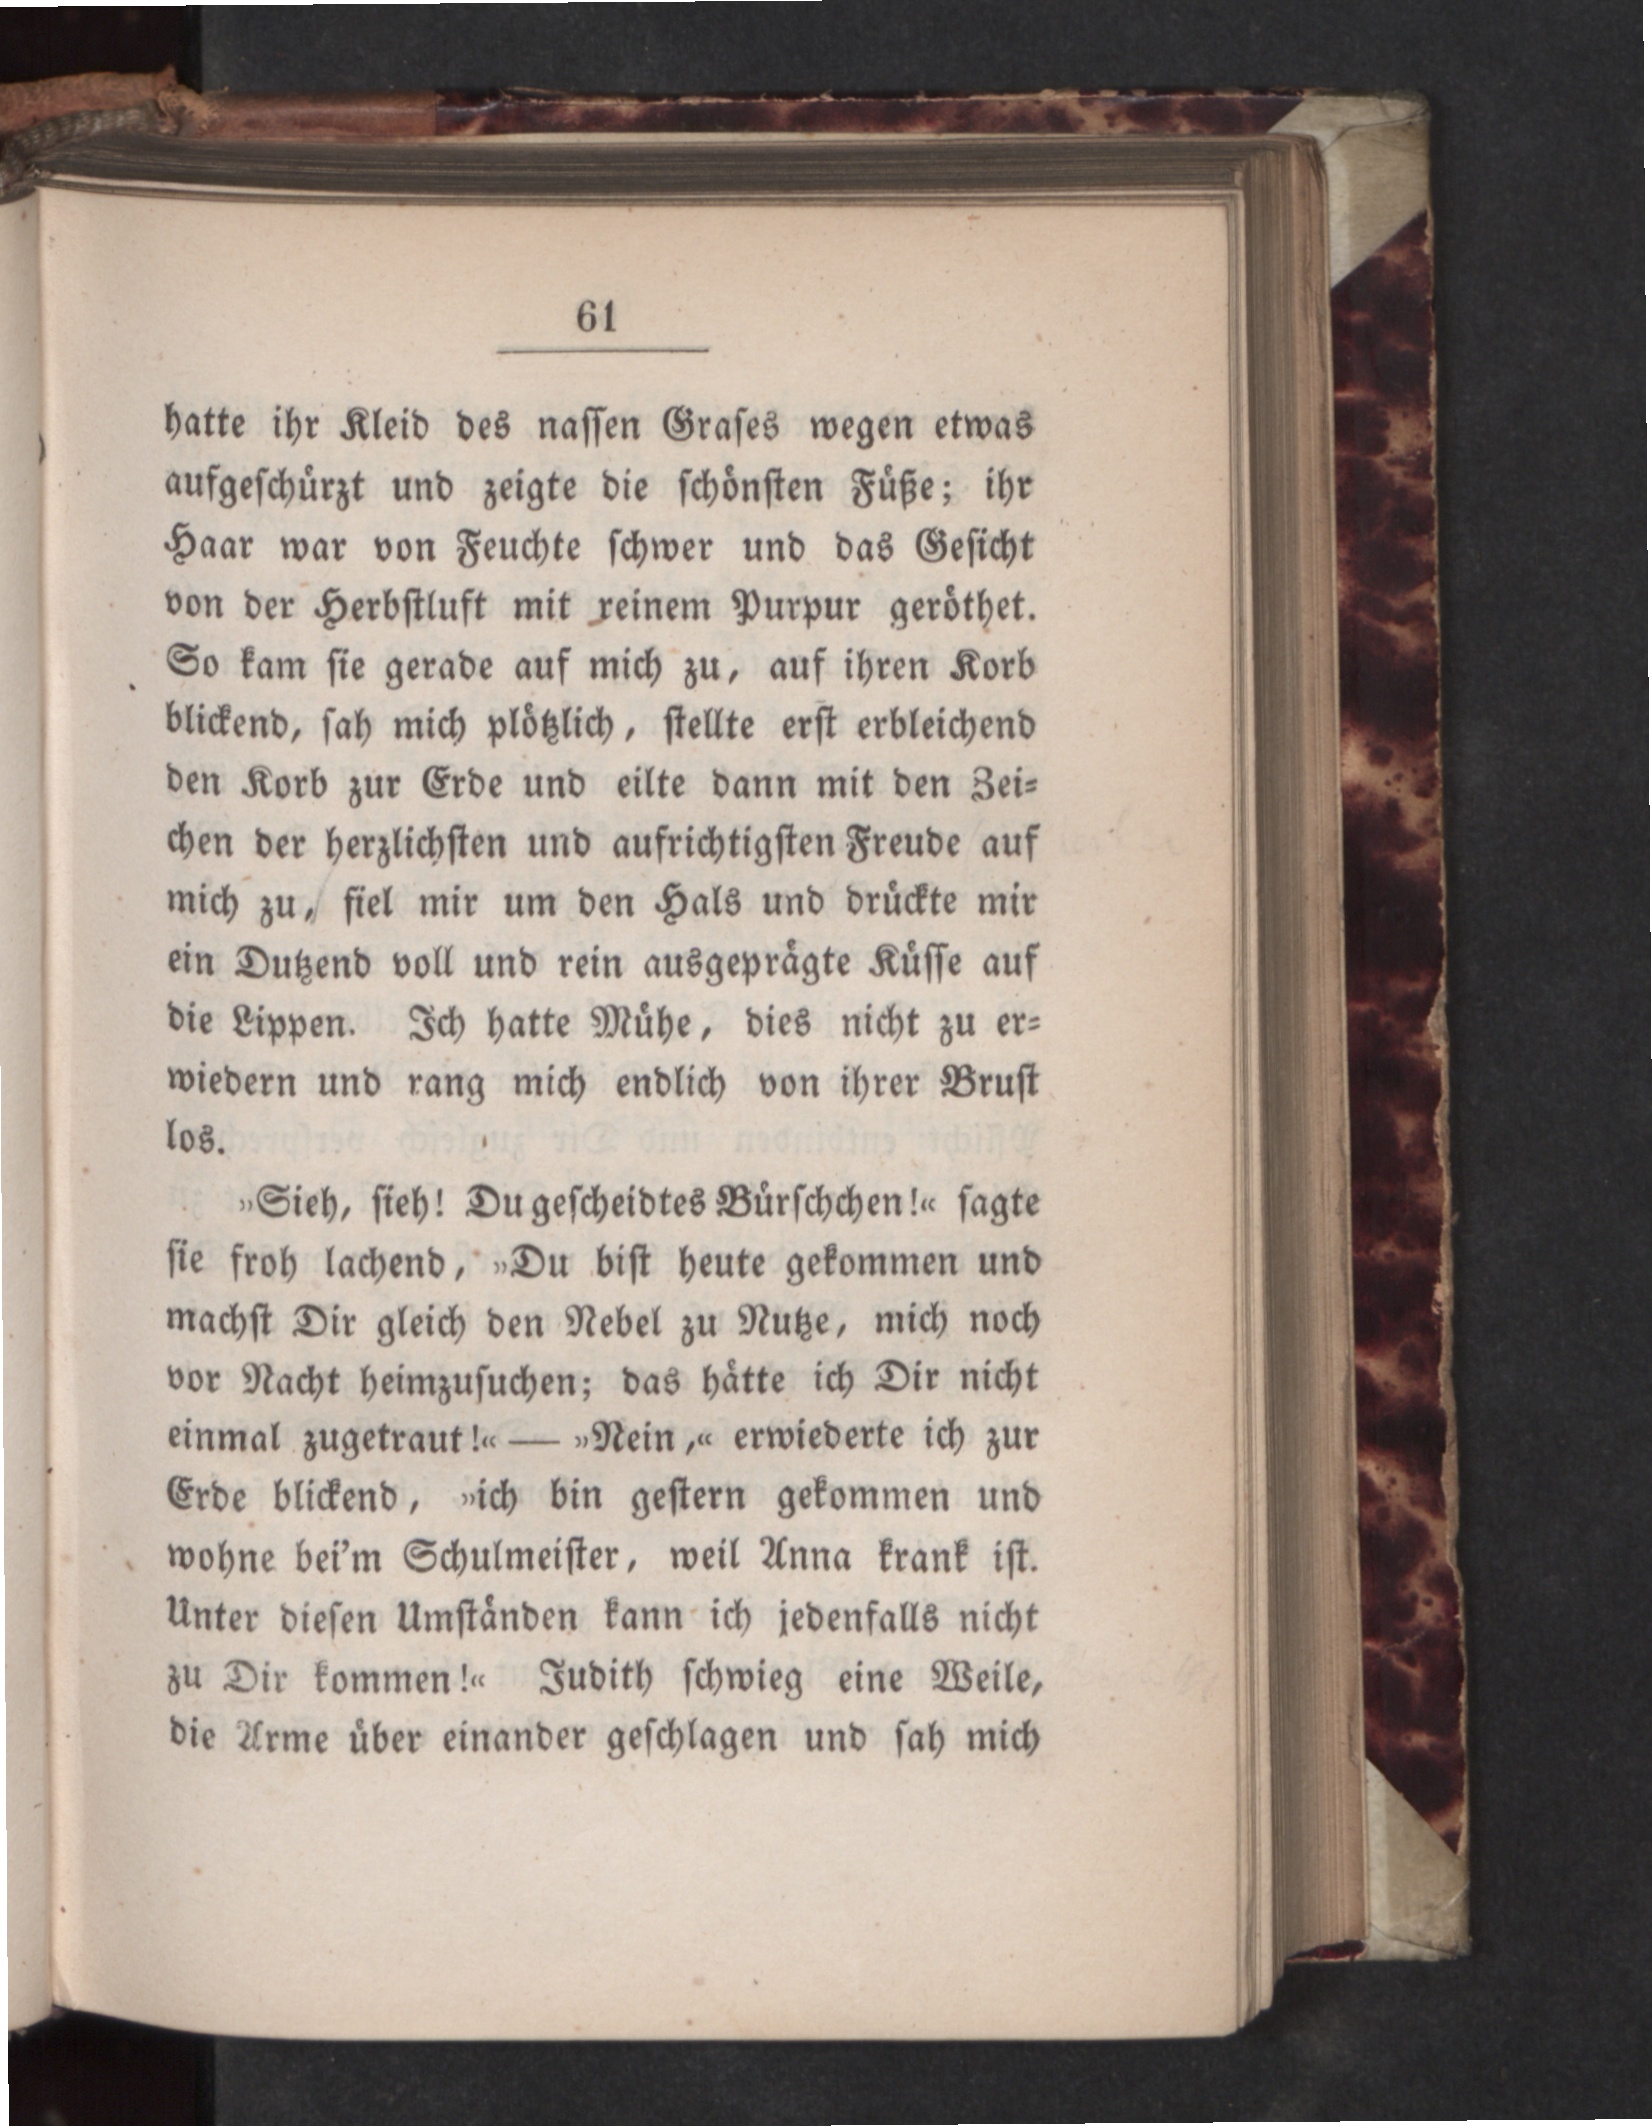 61
hatte ihr Kleid des naſſen Graſes wegen etwas
aufgeſchürzt und zeigte die ſchönſten Füße; ihr
Haar war von Feuchte ſchwer und das Geſicht
von der Herbſtluft mit reinem Purpur geröthet.
So kam ſie gerade auf mich zu, auf ihren Korb
blickend, ſah mich plötzlich, ſtellte erſt erbleichend
den Korb zur Erde und eilte dann mit den Zei⸗
chen der herzlichſten und aufrichtigſten Freude auf
mich zu, fiel mir um den Hals und drückte mir
ein Dutzend voll und rein ausgeprägte Küſſe auf
die Lippen. Ich hatte Mühe, dies nicht zu er⸗
wiedern und rang mich endlich von ihrer Bruſt
los.
»Sieh, ſieh! Du geſcheidtes Bürſchchen!« ſagte
ſie froh lachend, »Du biſt heute gekommen und
machſt Dir gleich den Nebel zu Nutze, mich noch
vor Nacht heimzuſuchen; das hätte ich Dir nicht
einmal zugetraut!« — »Nein,« erwiederte ich zur
Erde blickend, »ich bin geſtern gekommen und
wohne bei'm Schulmeiſter, weil Anna krank iſt.
Unter dieſen Umſtänden kann ich jedenfalls nicht
zu Dir kommen!« Judith ſchwieg eine Weile,
die Arme über einander geſchlagen und ſah mich